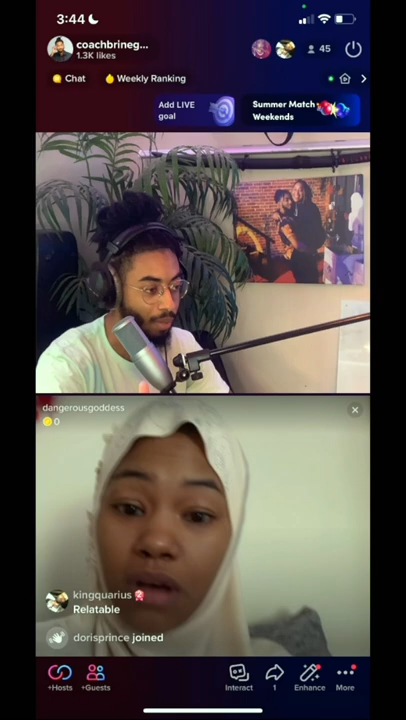 3:44
coachbrineg...
1.3K likes
45
Chat
Weekly Ranking
Add LIVE
goal
Summer Match
Weekends
dangerousgoddess
0
kingquarius
Relatable
dorisprince joined
+Hosts
+Guests
Interact
1
Enhance
More